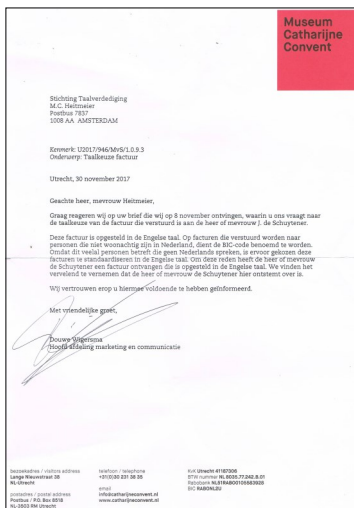 Museum
Catharijne
Convent
Stichting Taalverdediging
M.C. Heitmeier
Postbus 7837
1008 AA AMSTERDAM
Kenmerk: U2017/946/MvS/1.0.9.3
Onderwerp: Taalkeuze factuur
Utrecht, 30 november 2017
Geachte heer, mevrouw Heitmeier,
Graag reageren wij op uw brief die wij op 8 november ontvingen, waarin u ons vraagt naar
de taalkeuze van de factuur die verstuurd is aan de heer of mevrouw J. de Schuytener.
Deze factuur is opgesteld in de Engelse taal. Op facturen die verstuurd worden naar
personen die niet woonachtig zijn in Nederland, dient de BIC-code benoemd te worden.
Omdat dit veelal personen betreft die geen Nederlands spreken, is ervoor gekozen deze
facturen te standaardiseren in de Engelse taal. Om deze reden heeft de heer of mevrouw
de Schuytener een factuur ontvangen die is opgesteld in de Engelse taal. We vinden het
vervelend te vernemen dat de heer of mevrouw de Schuytener hier ontstemt over is.
Wij vertrouwen erop u hiermee voldoende te hebben geïnformeerd.
Met vriendelijke groet,
Douwe Wigersma
Hoofd afdeling marketing en communicatie
bezoekadres / visitors address
Lange Nieuwstraat 38
NL-Utrecht
postadres / postal address
Postbus / P.O. Box 8518
NL-3503 RM Utrecht
telefoon / telephone
+31(0)30 231 38 35
email
info@catharijneconvent.nl
www.catharijneconvent.nl
KvK Utrecht 41187306
BTW nummer NL 8035.77.242.B.01
Rabobank
BIC RABONL2U